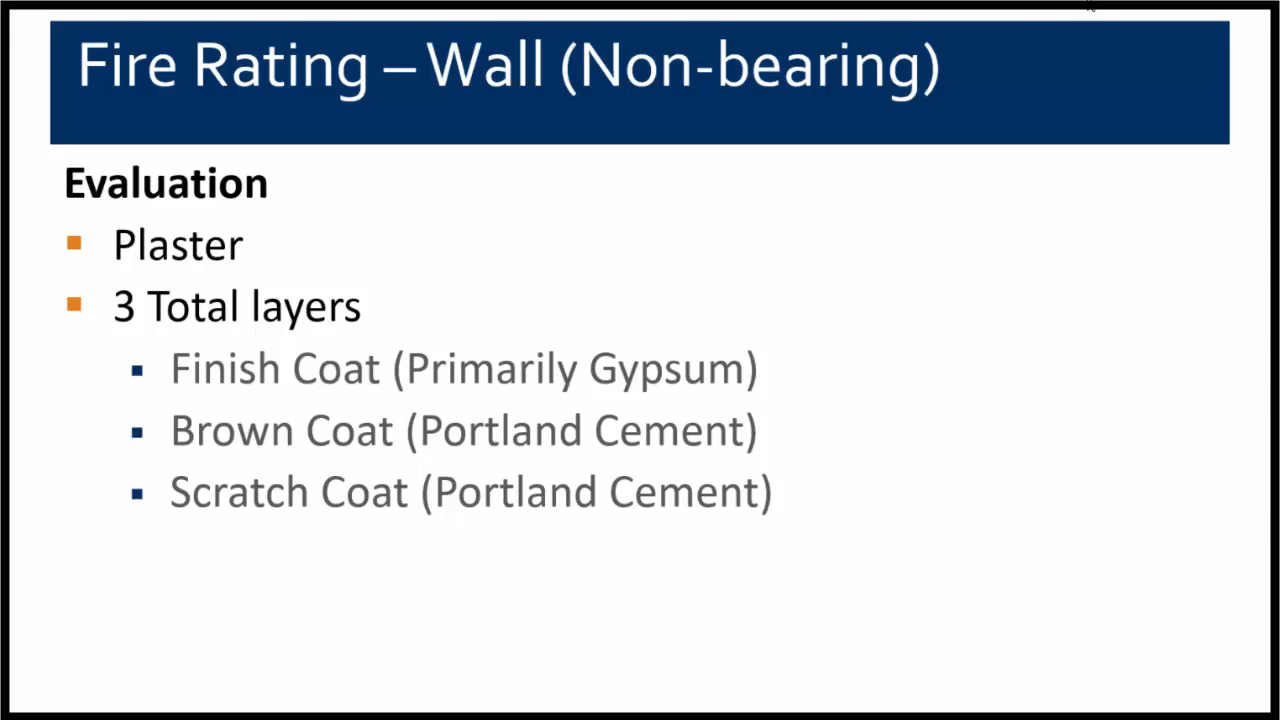 Fire Rating – Wall (Non-bearing)
Evaluation
Plaster
3 Total layers
Finish Coat (Primarily Gypsum)
Brown Coat (Portland Cement)
Scratch Coat (Portland Cement)